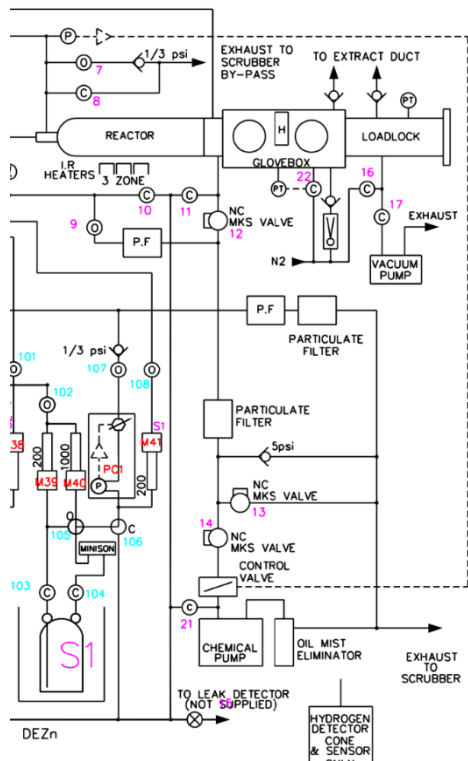 P
1/3 psi
EXHAUST TO
SCRUBBER
BY-PASS
TO EXTRACT DUCT
O
7
C
8
PT
REACTOR
H
LOADLOCK
GLOVEBOX
I.R
HEATERS
3 ZONE
PT
C
22
C
16
C
10
C
11
NC
MKS VALVE
12
C
17
EXHAUST
9
O
P.F
N2
VACUUM
PUMP
P.F
PARTICULATE
FILTER
1/3 psi
101
O
102
O
107
O
108
O
PARTICULATE
FILTER
S1
M41
38
200
M39
1000
M40
PC1
P
200
5psi
NC
MKS VALVE
13
O
105
C
106
14
NC
MKS VALVE
MINISON
CONTROL
VALVE
103
C
C
104
C
21
CHEMICAL
PUMP
OIL MIST
ELIMINATOR
S1
EXHAUST
TO
SCRUBBER
TO LEAK DETECTOR
(NOT SUPPLIED)
15
DEZn
HYDROGEN
DETECTOR
CONE
& SENSOR